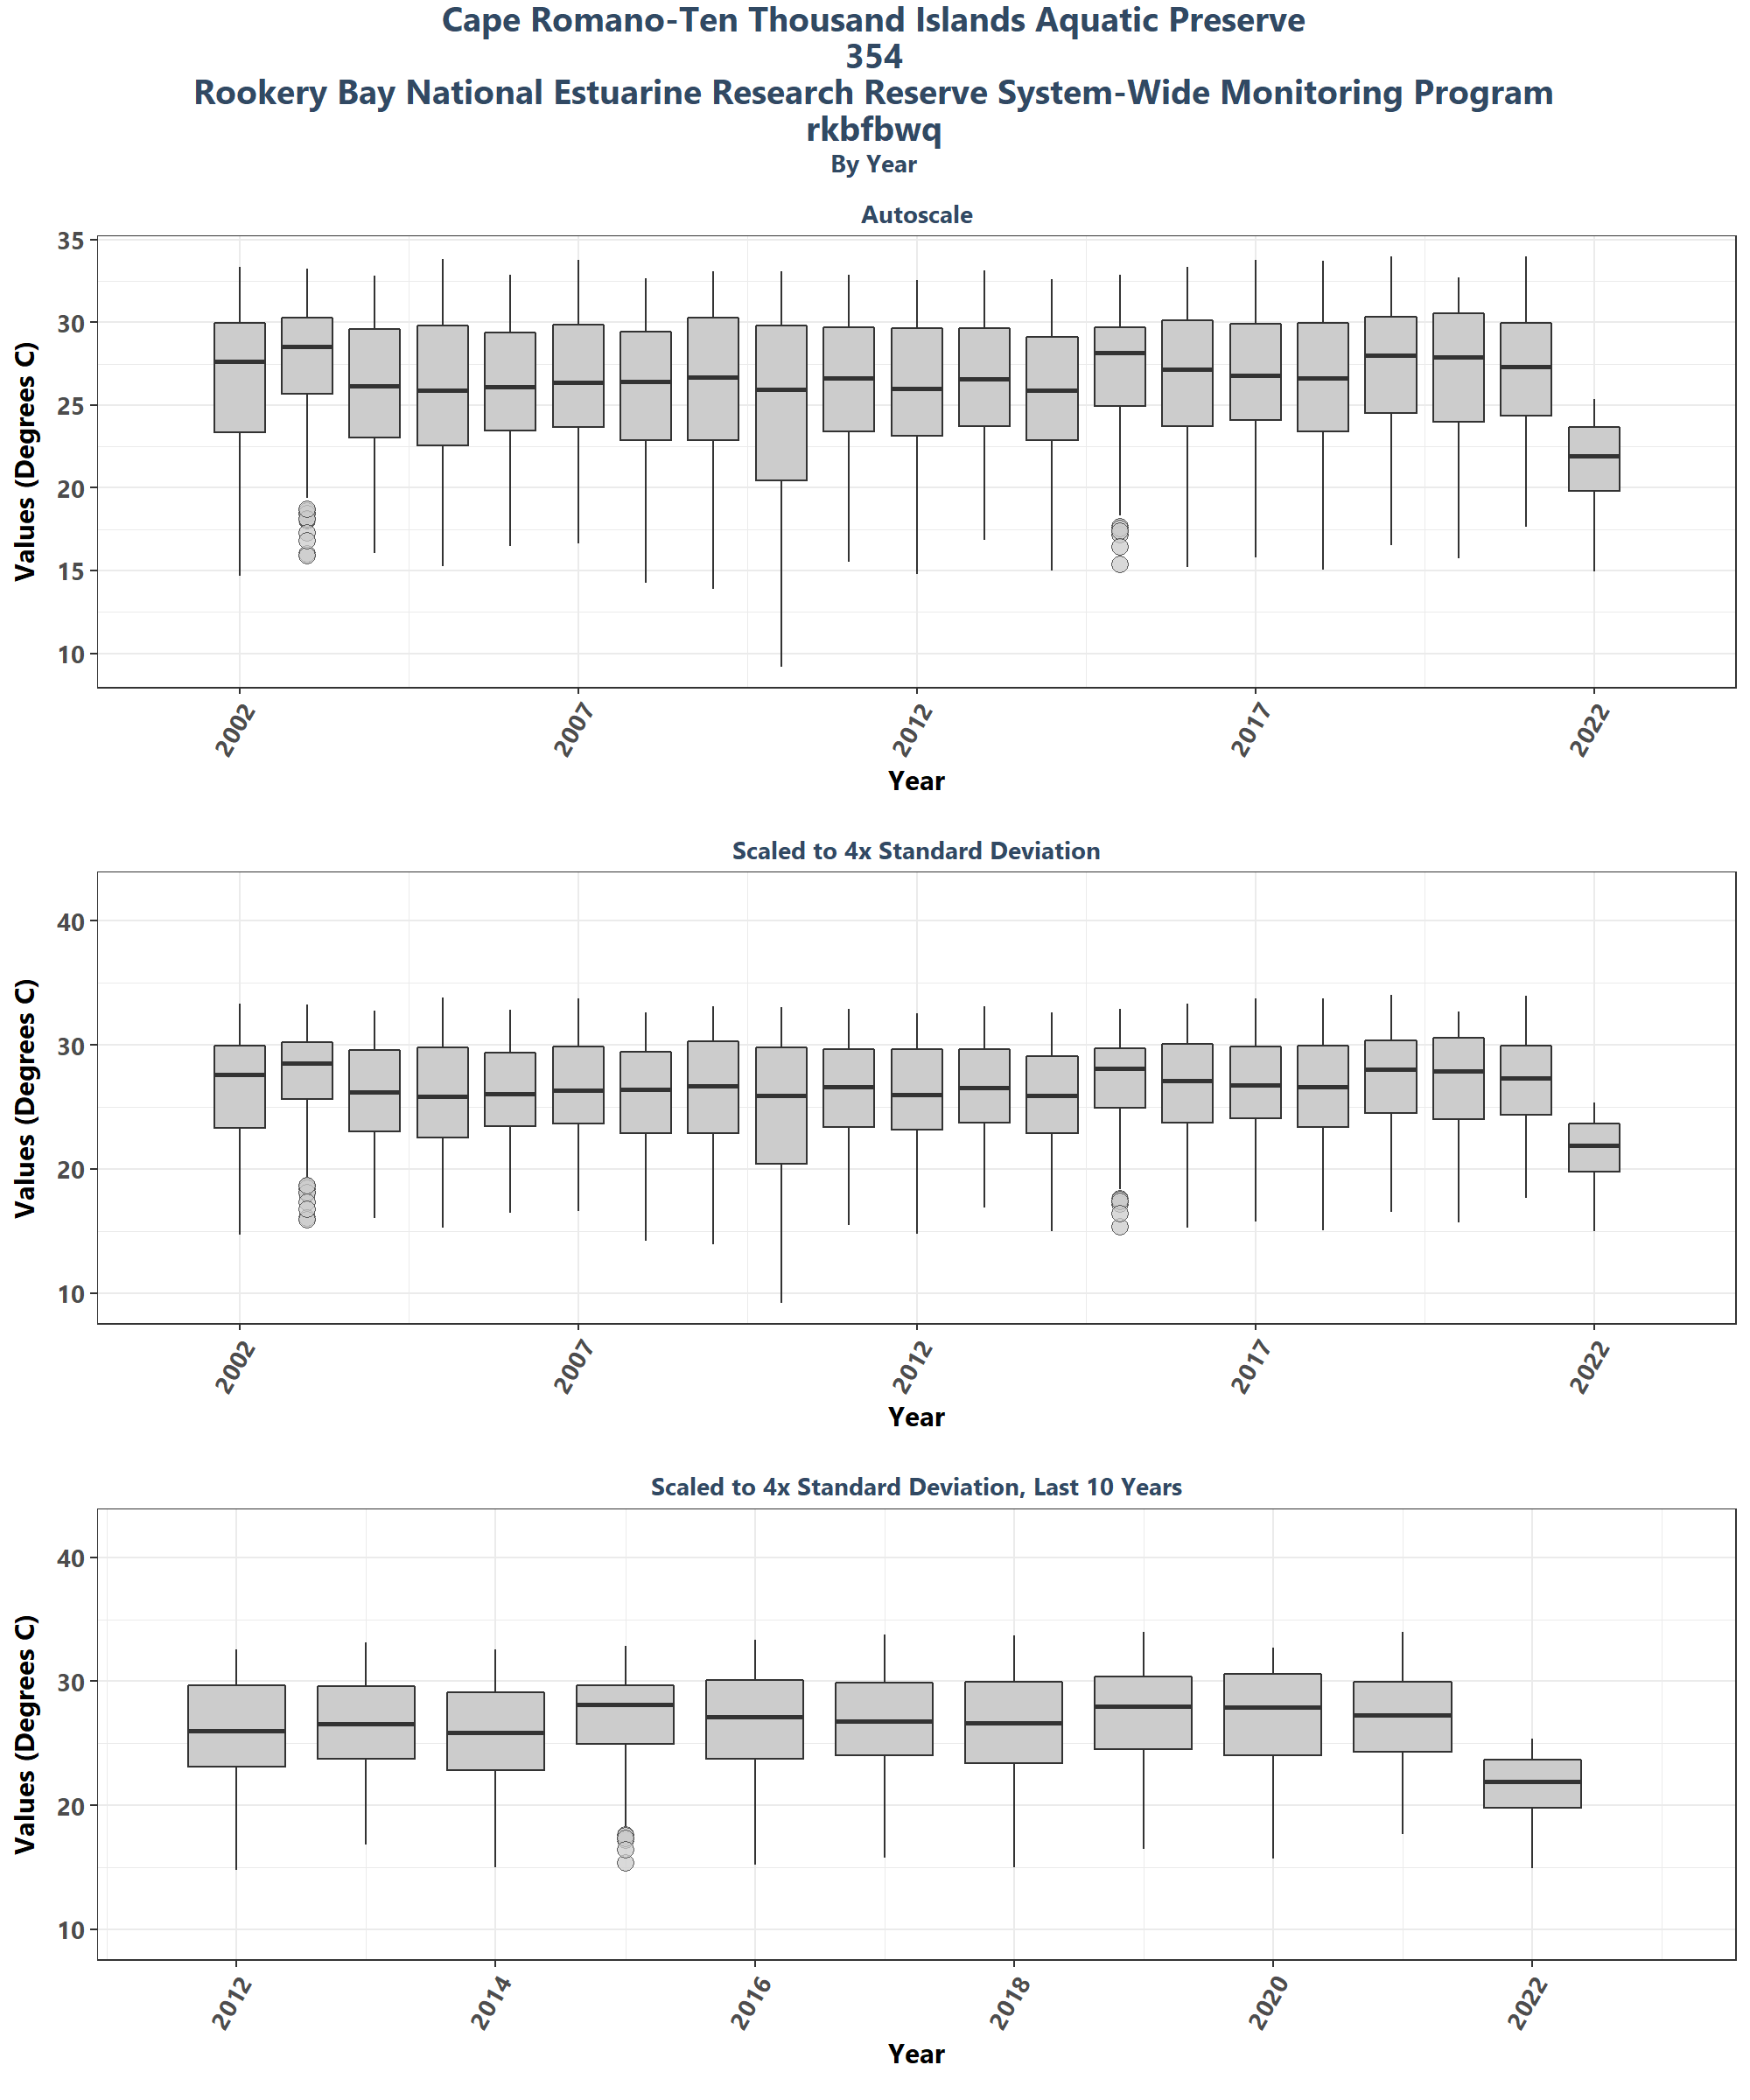 Cape Romano-Ten Thousand Islands Aquatic Preserve
354
Rookery Bay National Estuarine Research Reserve System-Wide Monitoring Program
rkbfbwq
By Year
Autoscale
Values (Degrees C)
35
30
25
20
15
10
2002
2007
2012
2017
2022
Year
Scaled to 4x Standard Deviation
Values (Degrees C)
40
30
20
10
2002
2007
2012
2017
2022
Year
Scaled to 4x Standard Deviation, Last 10 Years
Values (Degrees C)
40
30
20
10
2012
2014
2016
2018
2020
2022
Year